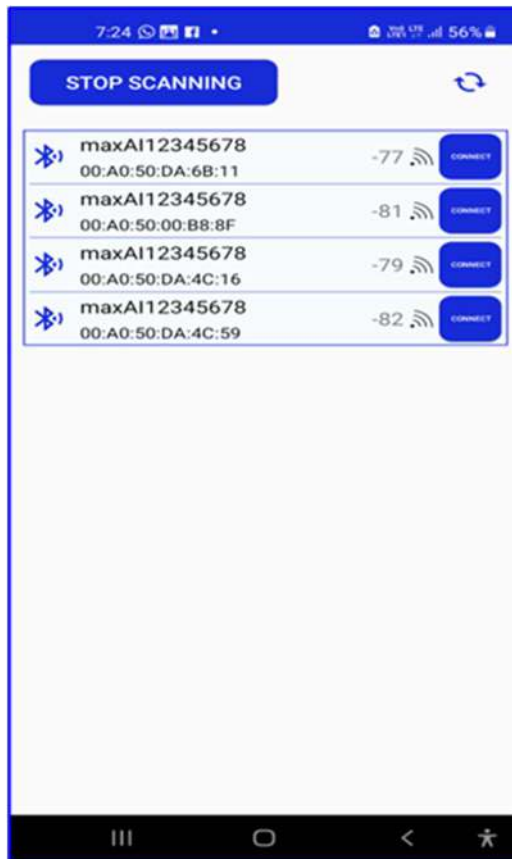 7:24
56%
STOP SCANNING
maxAI12345678
00:A0:50:DA:6B:11
-77
CONNECT
maxAI12345678
00:A0:50:00:B8:8F
-81
CONNECT
maxAI12345678
00:A0:50:DA:4C:16
-79
CONNECT
maxAI12345678
00:A0:50:DA:4C:59
-82
CONNECT